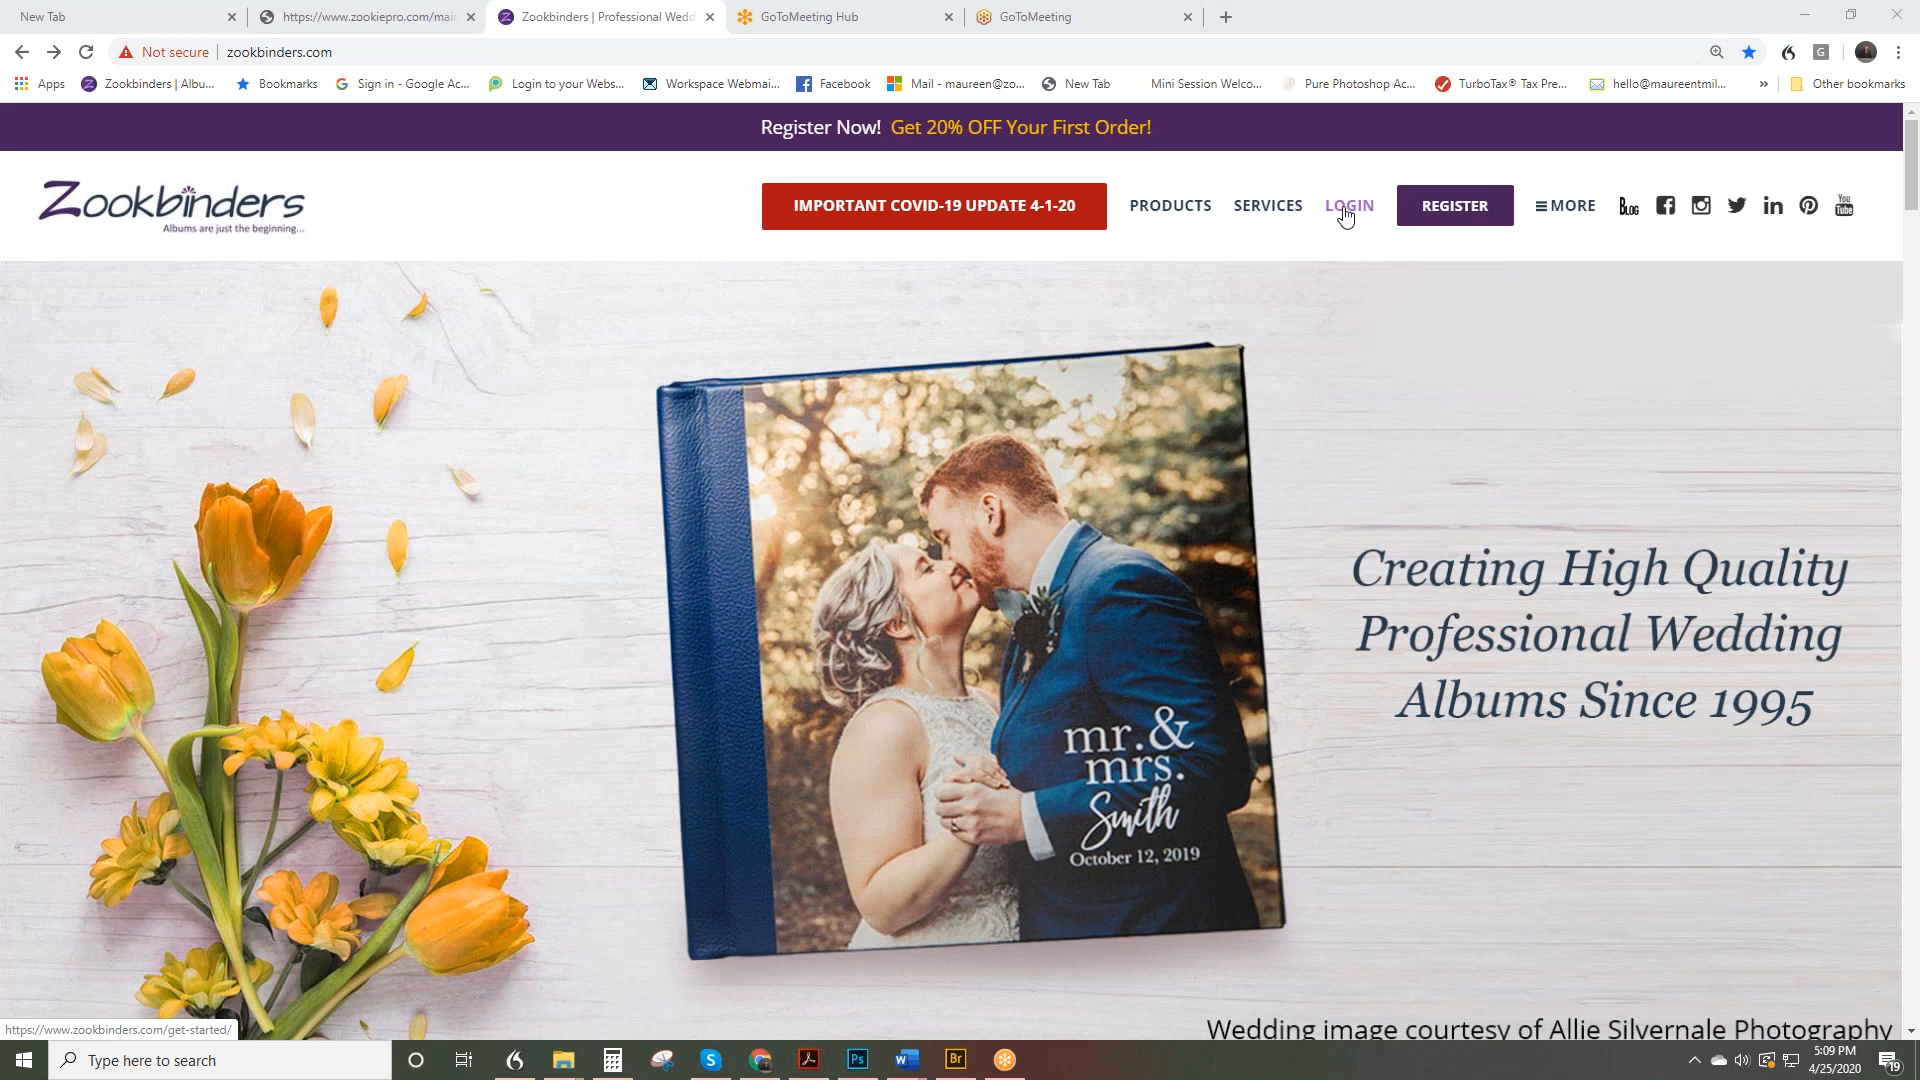 New Tab
https://www.zookiepro.com/mai
Zookbinders | Professional Wedd
GoToMeeting Hub
GoToMeeting
Not secure
zookbinders.com
Apps
Zookbinders | Albu...
Bookmarks
Sign in - Google Ac...
Login to your Webs...
Workspace Webmai...
Facebook
Mail - maureen@zo...
New Tab
Mini Session Welco...
Pure Photoshop Ac...
TurboTax® Tax Pre...
hello@maureentmil...
Other bookmarks
Register Now! Get 20% OFF Your First Order!
Zookbinders
Albums are just the beginning...
IMPORTANT COVID-19 UPDATE 4-1-20
PRODUCTS
SERVICES
LOGIN
REGISTER
MORE
BLOG
You Tube
Creating High Quality
Professional Wedding
Albums Since 1995
mr.&
mrs.
Smith
October 12, 2019
https://www.zookbinders.com/get-started/
Wedding image courtesy of Allie Silvernale Photography
Type here to search
Ps
Br
5:09 PM
4/25/2020
19